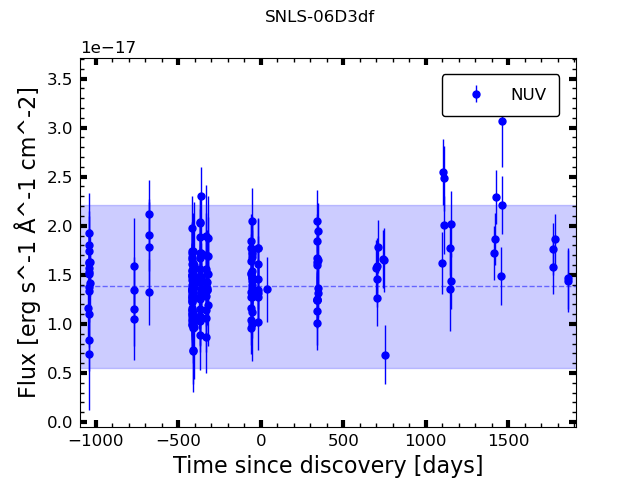 SNLS-06D3df
1e−17
NUV
3.5
3.0
2.5
2.0
1.5
1.0
0.5
0.0
Flux [erg s^-1 Å^-1 cm^-2]
−1000 −500 0 500 1000 1500
Time since discovery [days]